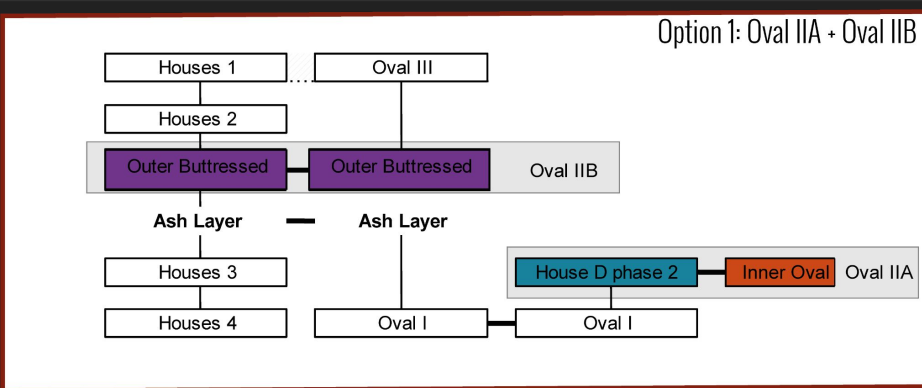 Option 1: Oval IIA + Oval IIB
Houses 1
Oval III
Houses 2
Outer Buttressed
Outer Buttressed
Oval IIB
Ash Layer
Ash Layer
Houses 3
House D phase 2
Inner Oval
Oval IIA
Houses 4
Oval I
Oval I